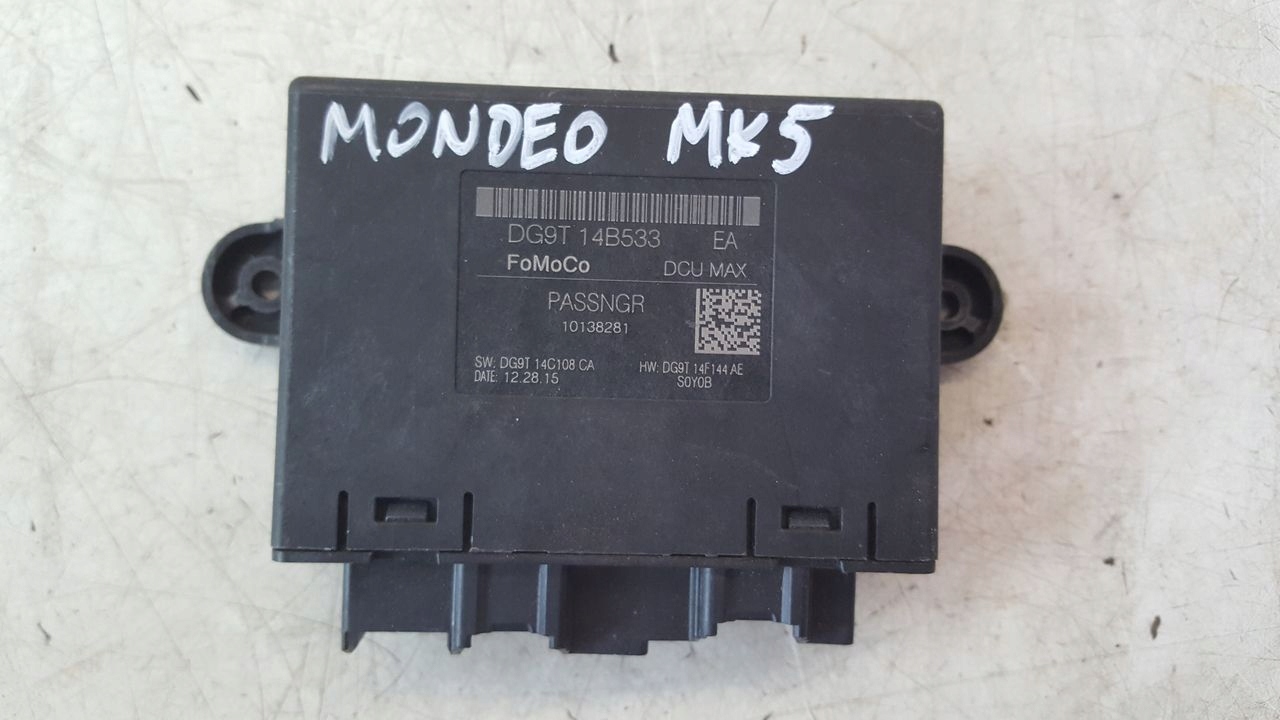 MONDEO MK5
DG9T 14B533 EA
FoMoCo DCU MAX
PASSNGR
10138281
SW: DG9T 14C108 CA HW: DG9T 14F144 AE
DATE: 12.28.15 S0Y0B